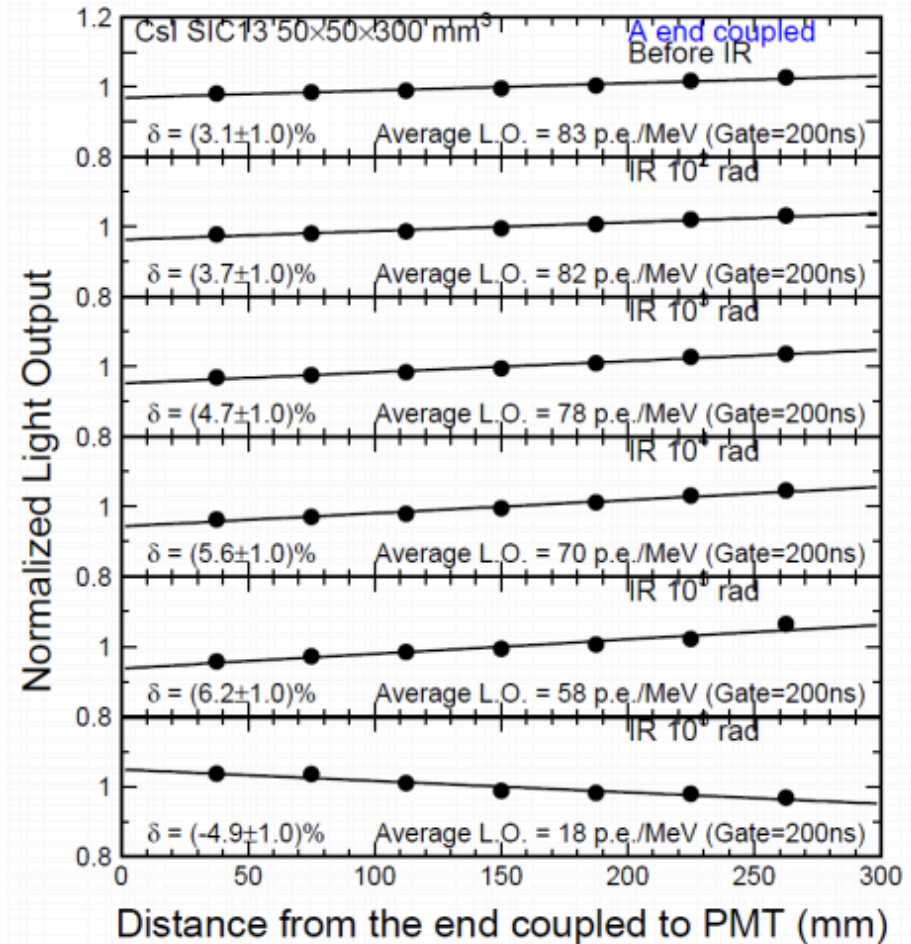 1.2
CsI SIC13 50×50×300 mm³
A end coupled
Before IR
1
δ = (3.1±1.0)% Average L.O. = 83 p.e./MeV (Gate=200ns)
0.8
IR 10² rad
1
δ = (3.7±1.0)% Average L.O. = 82 p.e./MeV (Gate=200ns)
0.8
IR 10³ rad
1
δ = (4.7±1.0)% Average L.O. = 78 p.e./MeV (Gate=200ns)
0.8
IR 10⁴ rad
1
δ = (5.6±1.0)% Average L.O. = 70 p.e./MeV (Gate=200ns)
0.8
IR 10⁵ rad
1
δ = (6.2±1.0)% Average L.O. = 58 p.e./MeV (Gate=200ns)
0.8
IR 10⁶ rad
1
δ = (-4.9±1.0)% Average L.O. = 18 p.e./MeV (Gate=200ns)
0.8
0 50 100 150 200 250 300
Distance from the end coupled to PMT (mm)
Normalized Light Output